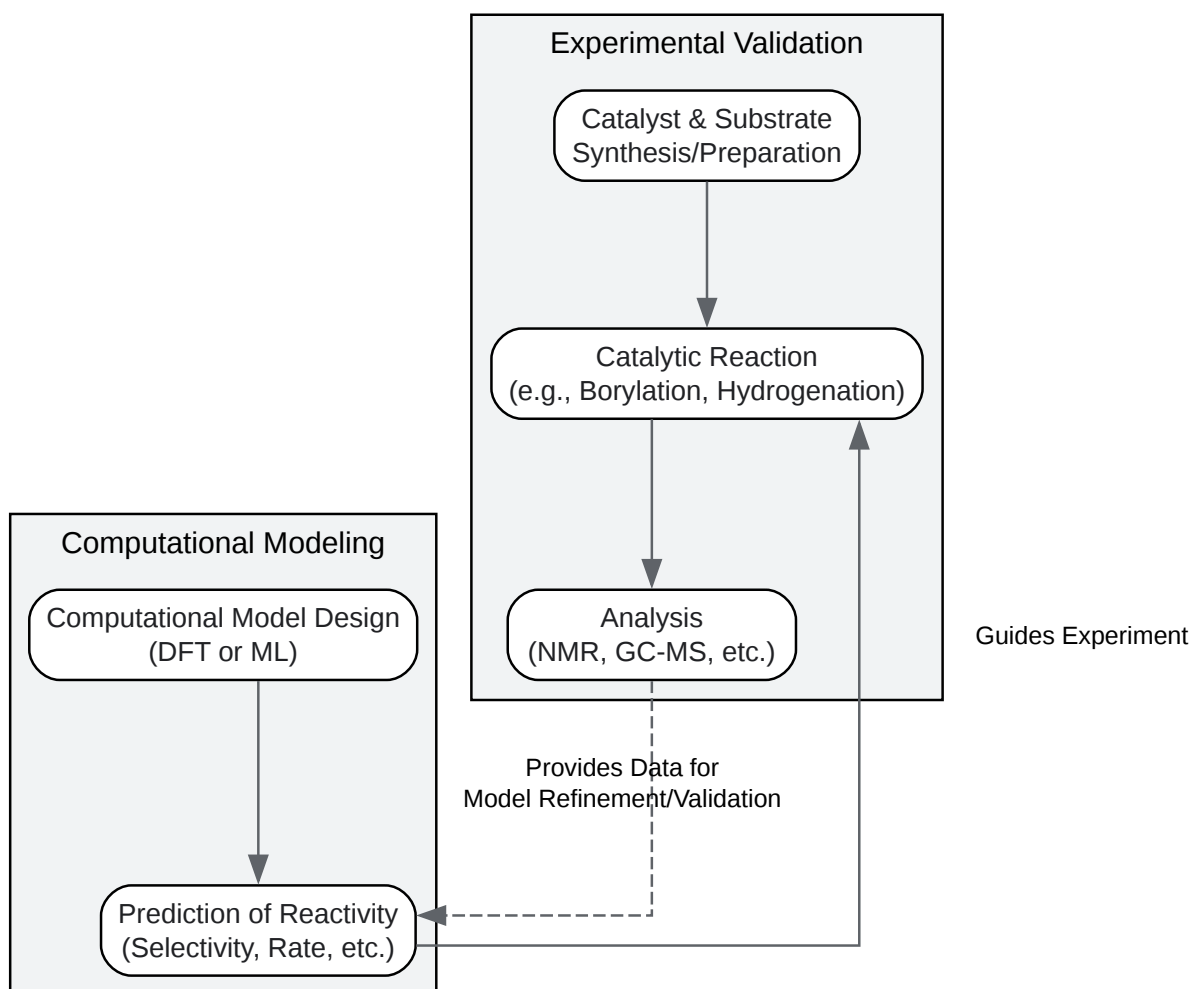 Experimental Validation
Catalyst & Substrate
Synthesis/Preparation
Catalytic Reaction
(e.g., Borylation, Hydrogenation)
Computational Modeling
Computational Model Design
(DFT or ML)
Analysis
(NMR, GC-MS, etc.)
Guides Experiment
Provides Data for
Model Refinement/Validation
Prediction of Reactivity
(Selectivity, Rate, etc.)